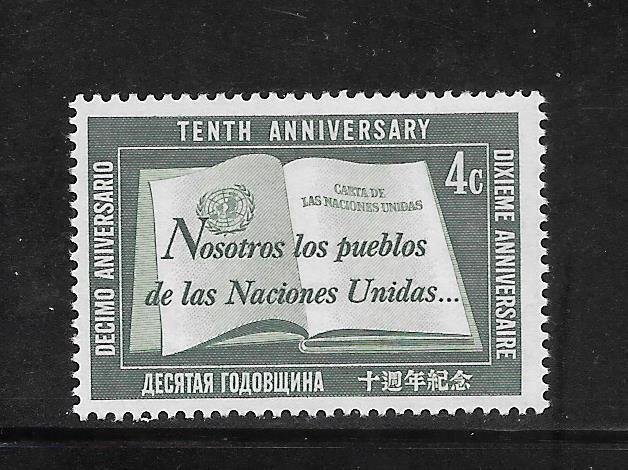 TENTH ANNIVERSARY
DECIMO ANIVERSARIO
DIXIEME ANNIVERSAIRE
4c
CARTA DE
LAS NACIONES UNIDAS
Nosotros los pueblos
de las Naciones Unidas...
ДЕСЯТАЯ ГОДОВЩИНА 十週年紀念